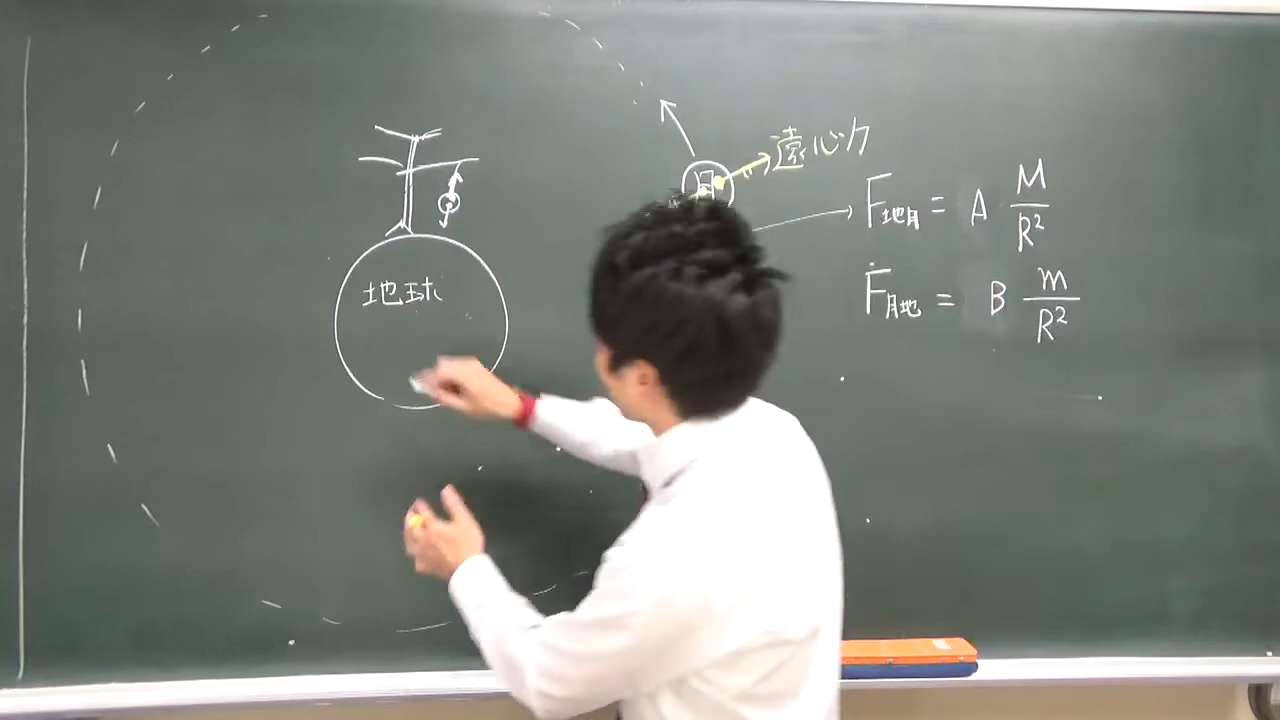 地球
月
遠心力
F地月 = A M/R²
F月地 = B m/R²